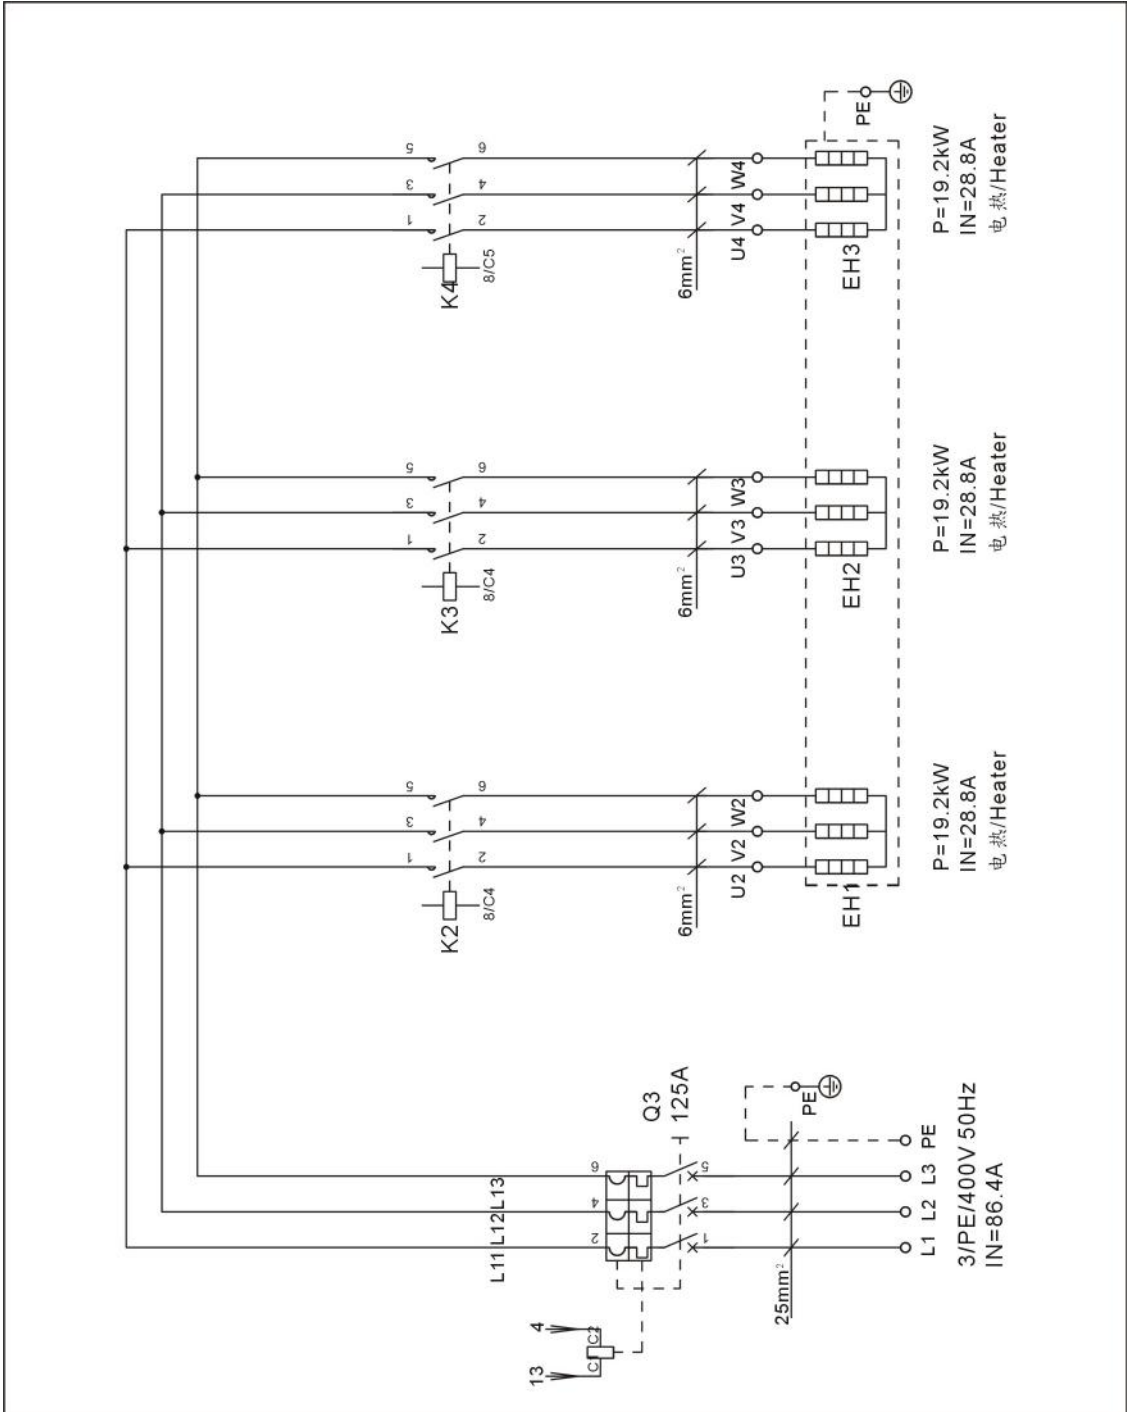 13
4
C1
C2
L11 L12 L13
2
4
6
1
3
5
Q3
125A
25mm²
PE
L1 L2 L3 PE
3/PE/400V 50Hz
IN=86.4A
1
3
5
K2
8/C4
2
4
6
6mm²
U2 V2 W2
EH1
P=19.2kW
IN=28.8A
电热/Heater
1
3
5
K3
8/C4
2
4
6
6mm²
U3 V3 W3
EH2
P=19.2kW
IN=28.8A
电热/Heater
1
3
5
K4
8/C5
2
4
6
6mm²
U4 V4 W4
EH3
PE
P=19.2kW
IN=28.8A
电热/Heater